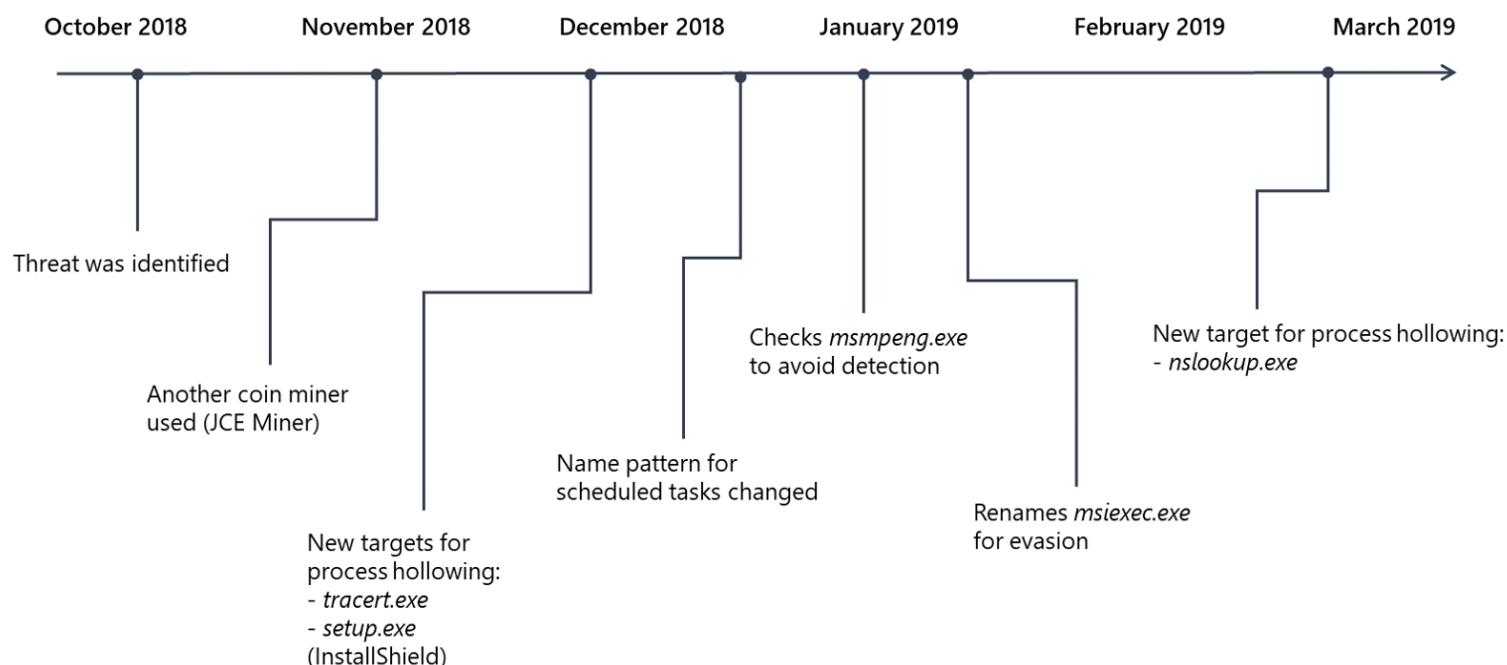 October 2018
November 2018
December 2018
January 2019
February 2019
March 2019
Threat was identified
Another coin miner
used (JCE Miner)
New targets for
process hollowing:
- tracert.exe
- setup.exe
(InstallShield)
Name pattern for
scheduled tasks changed
Checks msmpeng.exe
to avoid detection
Renames msiexec.exe
for evasion
New target for process hollowing:
- nslookup.exe